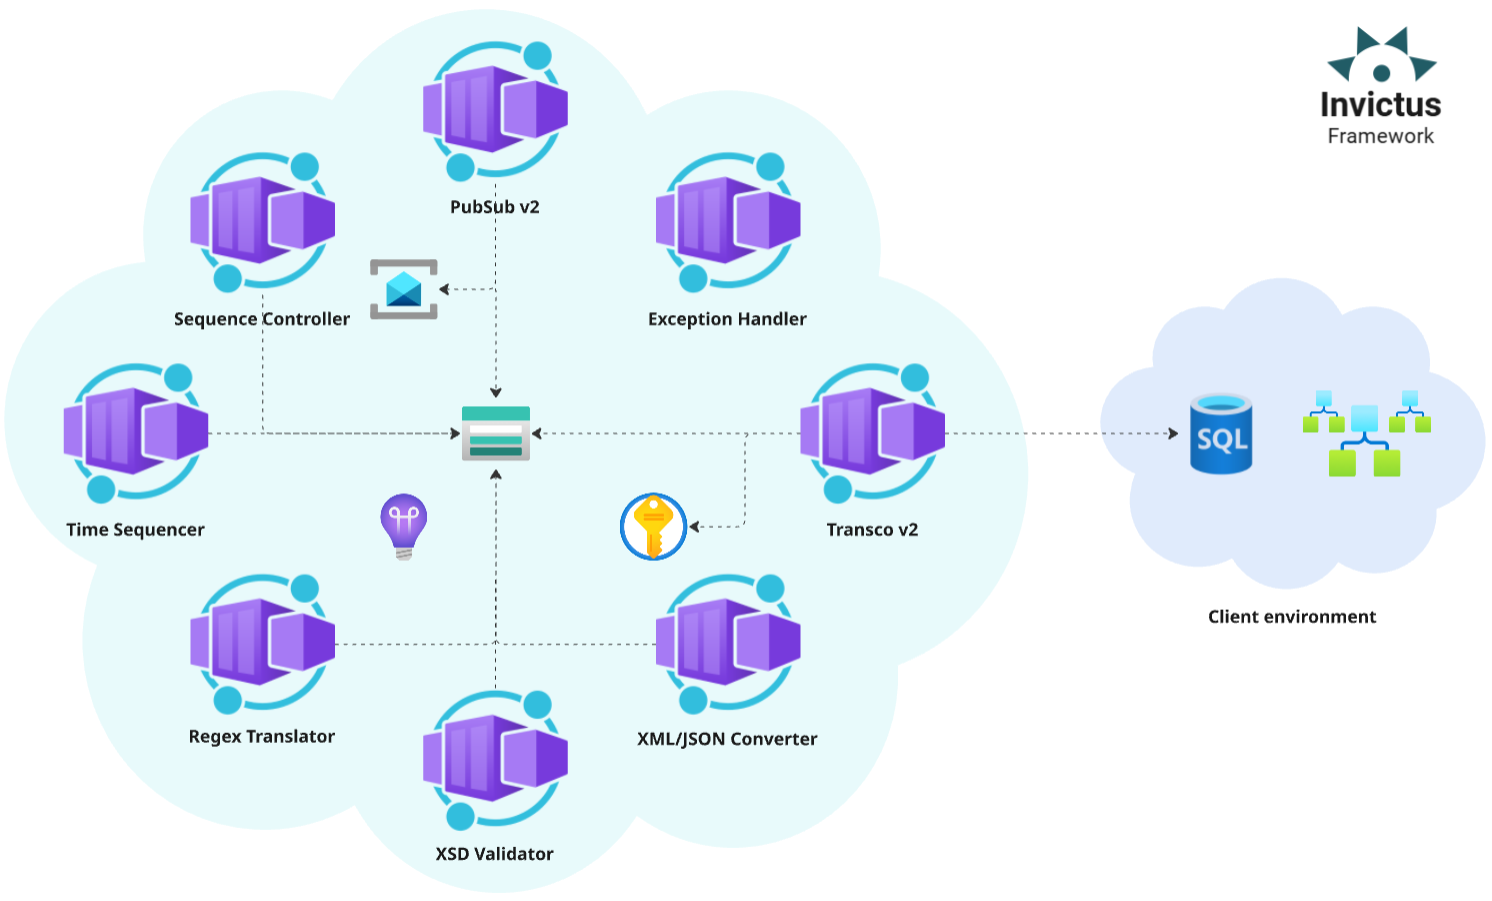 Invictus
Framework
PubSub v2
Sequence Controller
Exception Handler
SQL
Time Sequencer
Transco v2
Client environment
Regex Translator
XML/JSON Converter
XSD Validator